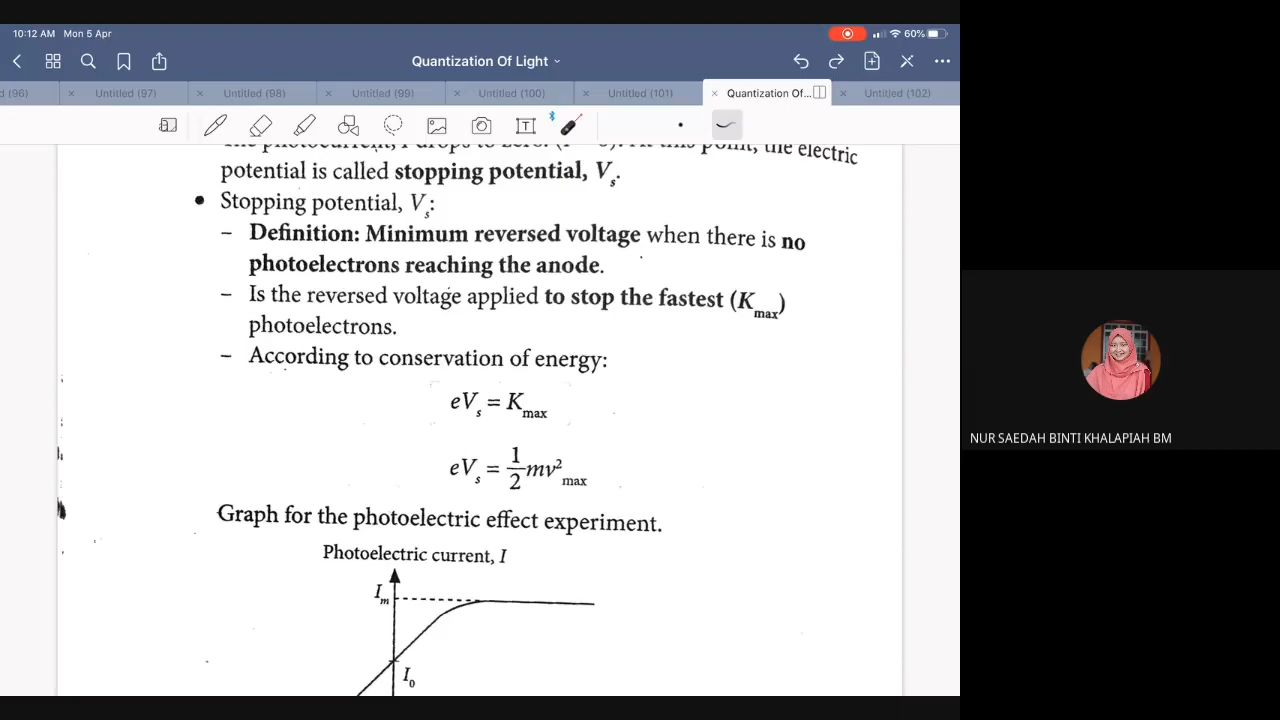 10:12 AM Mon 5 Apr
60%
Quantization Of Light
(96)
Untitled (97)
Untitled (98)
Untitled (99)
Untitled (100)
Untitled (101)
Quantization Of...
Untitled (102)
T
the electric
potential is called stopping potential, Vs.
• Stopping potential, Vs:
– Definition: Minimum reversed voltage when there is no
photoelectrons reaching the anode.
– Is the reversed voltage applied to stop the fastest (Kmax)
photoelectrons.
– According to conservation of energy:
eVs = Kmax
eVs = 1/2 mv²max
Graph for the photoelectric effect experiment.
Photoelectric current, I
Im
I0
NUR SAEDAH BINTI KHALAPIAH BM